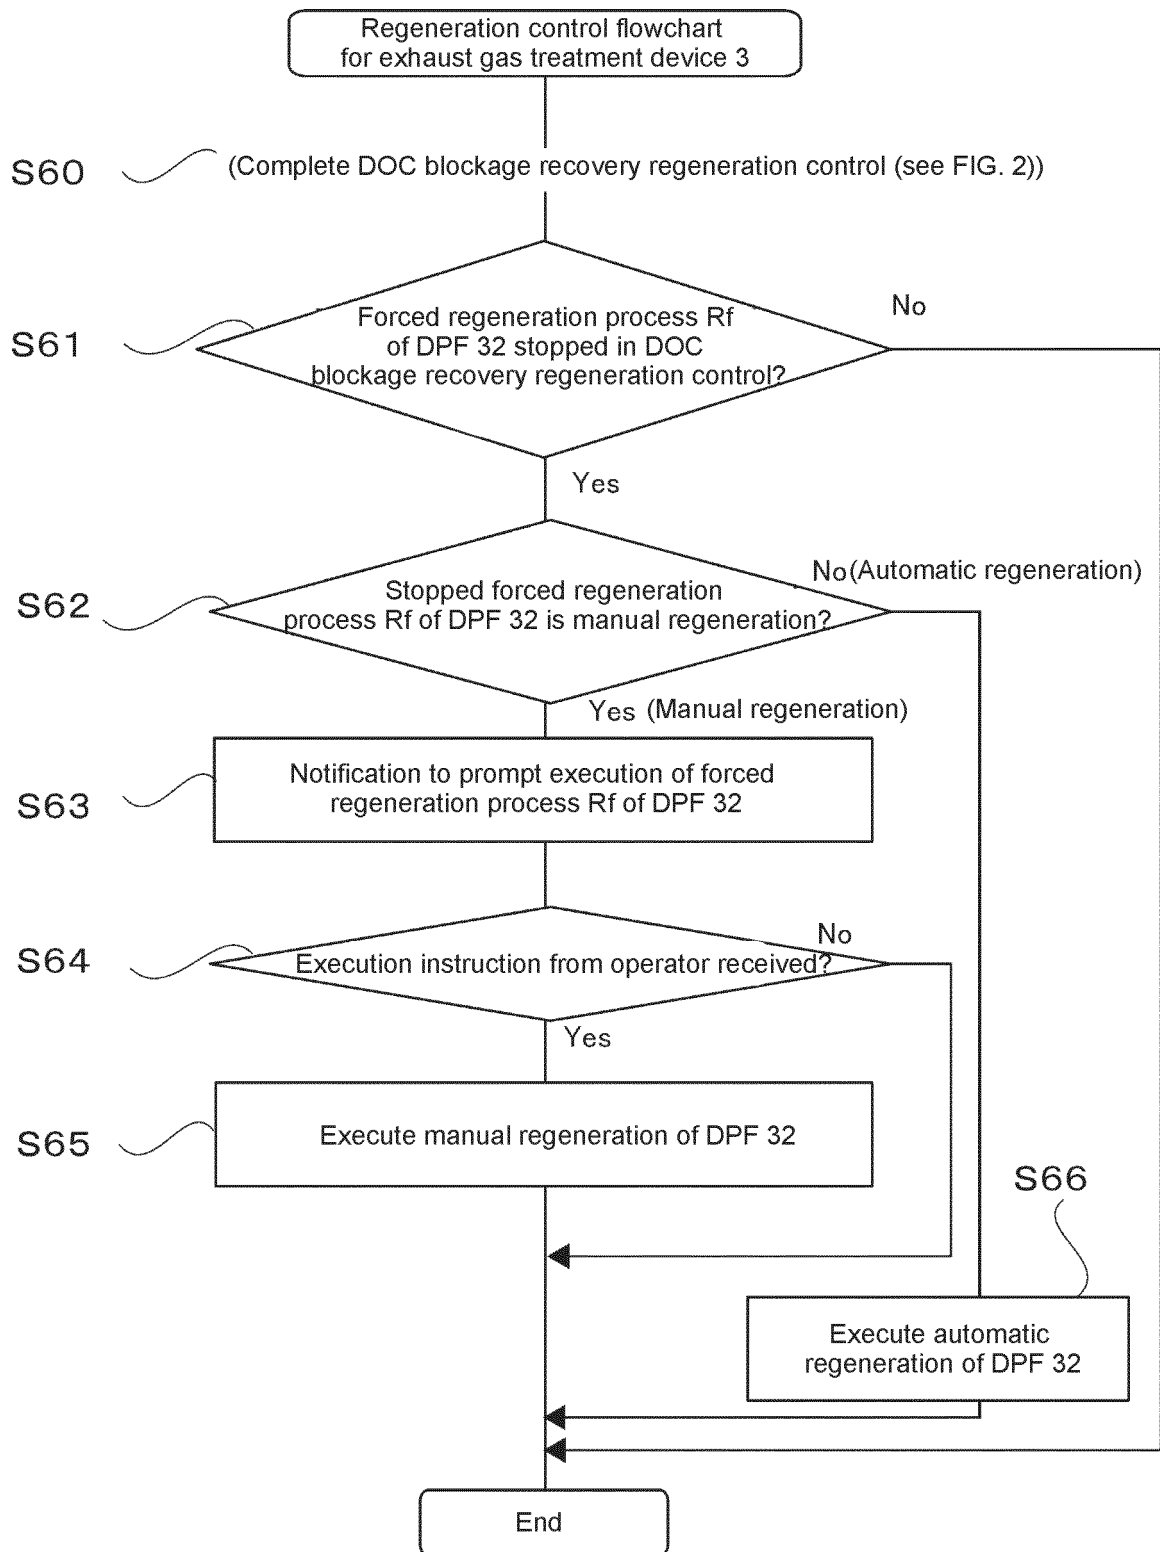 Regeneration control flowchart
for exhaust gas treatment device 3
S60
(Complete DOC blockage recovery regeneration control (see FIG. 2))
S61
Forced regeneration process Rf
of DPF 32 stopped in DOC
blockage recovery regeneration control?
No
Yes
S62
Stopped forced regeneration
process Rf of DPF 32 is manual regeneration?
No (Automatic regeneration)
Yes (Manual regeneration)
S63
Notification to prompt execution of forced
regeneration process Rf of DPF 32
S64
Execution instruction from operator received?
No
Yes
S65
Execute manual regeneration of DPF 32
S66
Execute automatic
regeneration of DPF 32
End